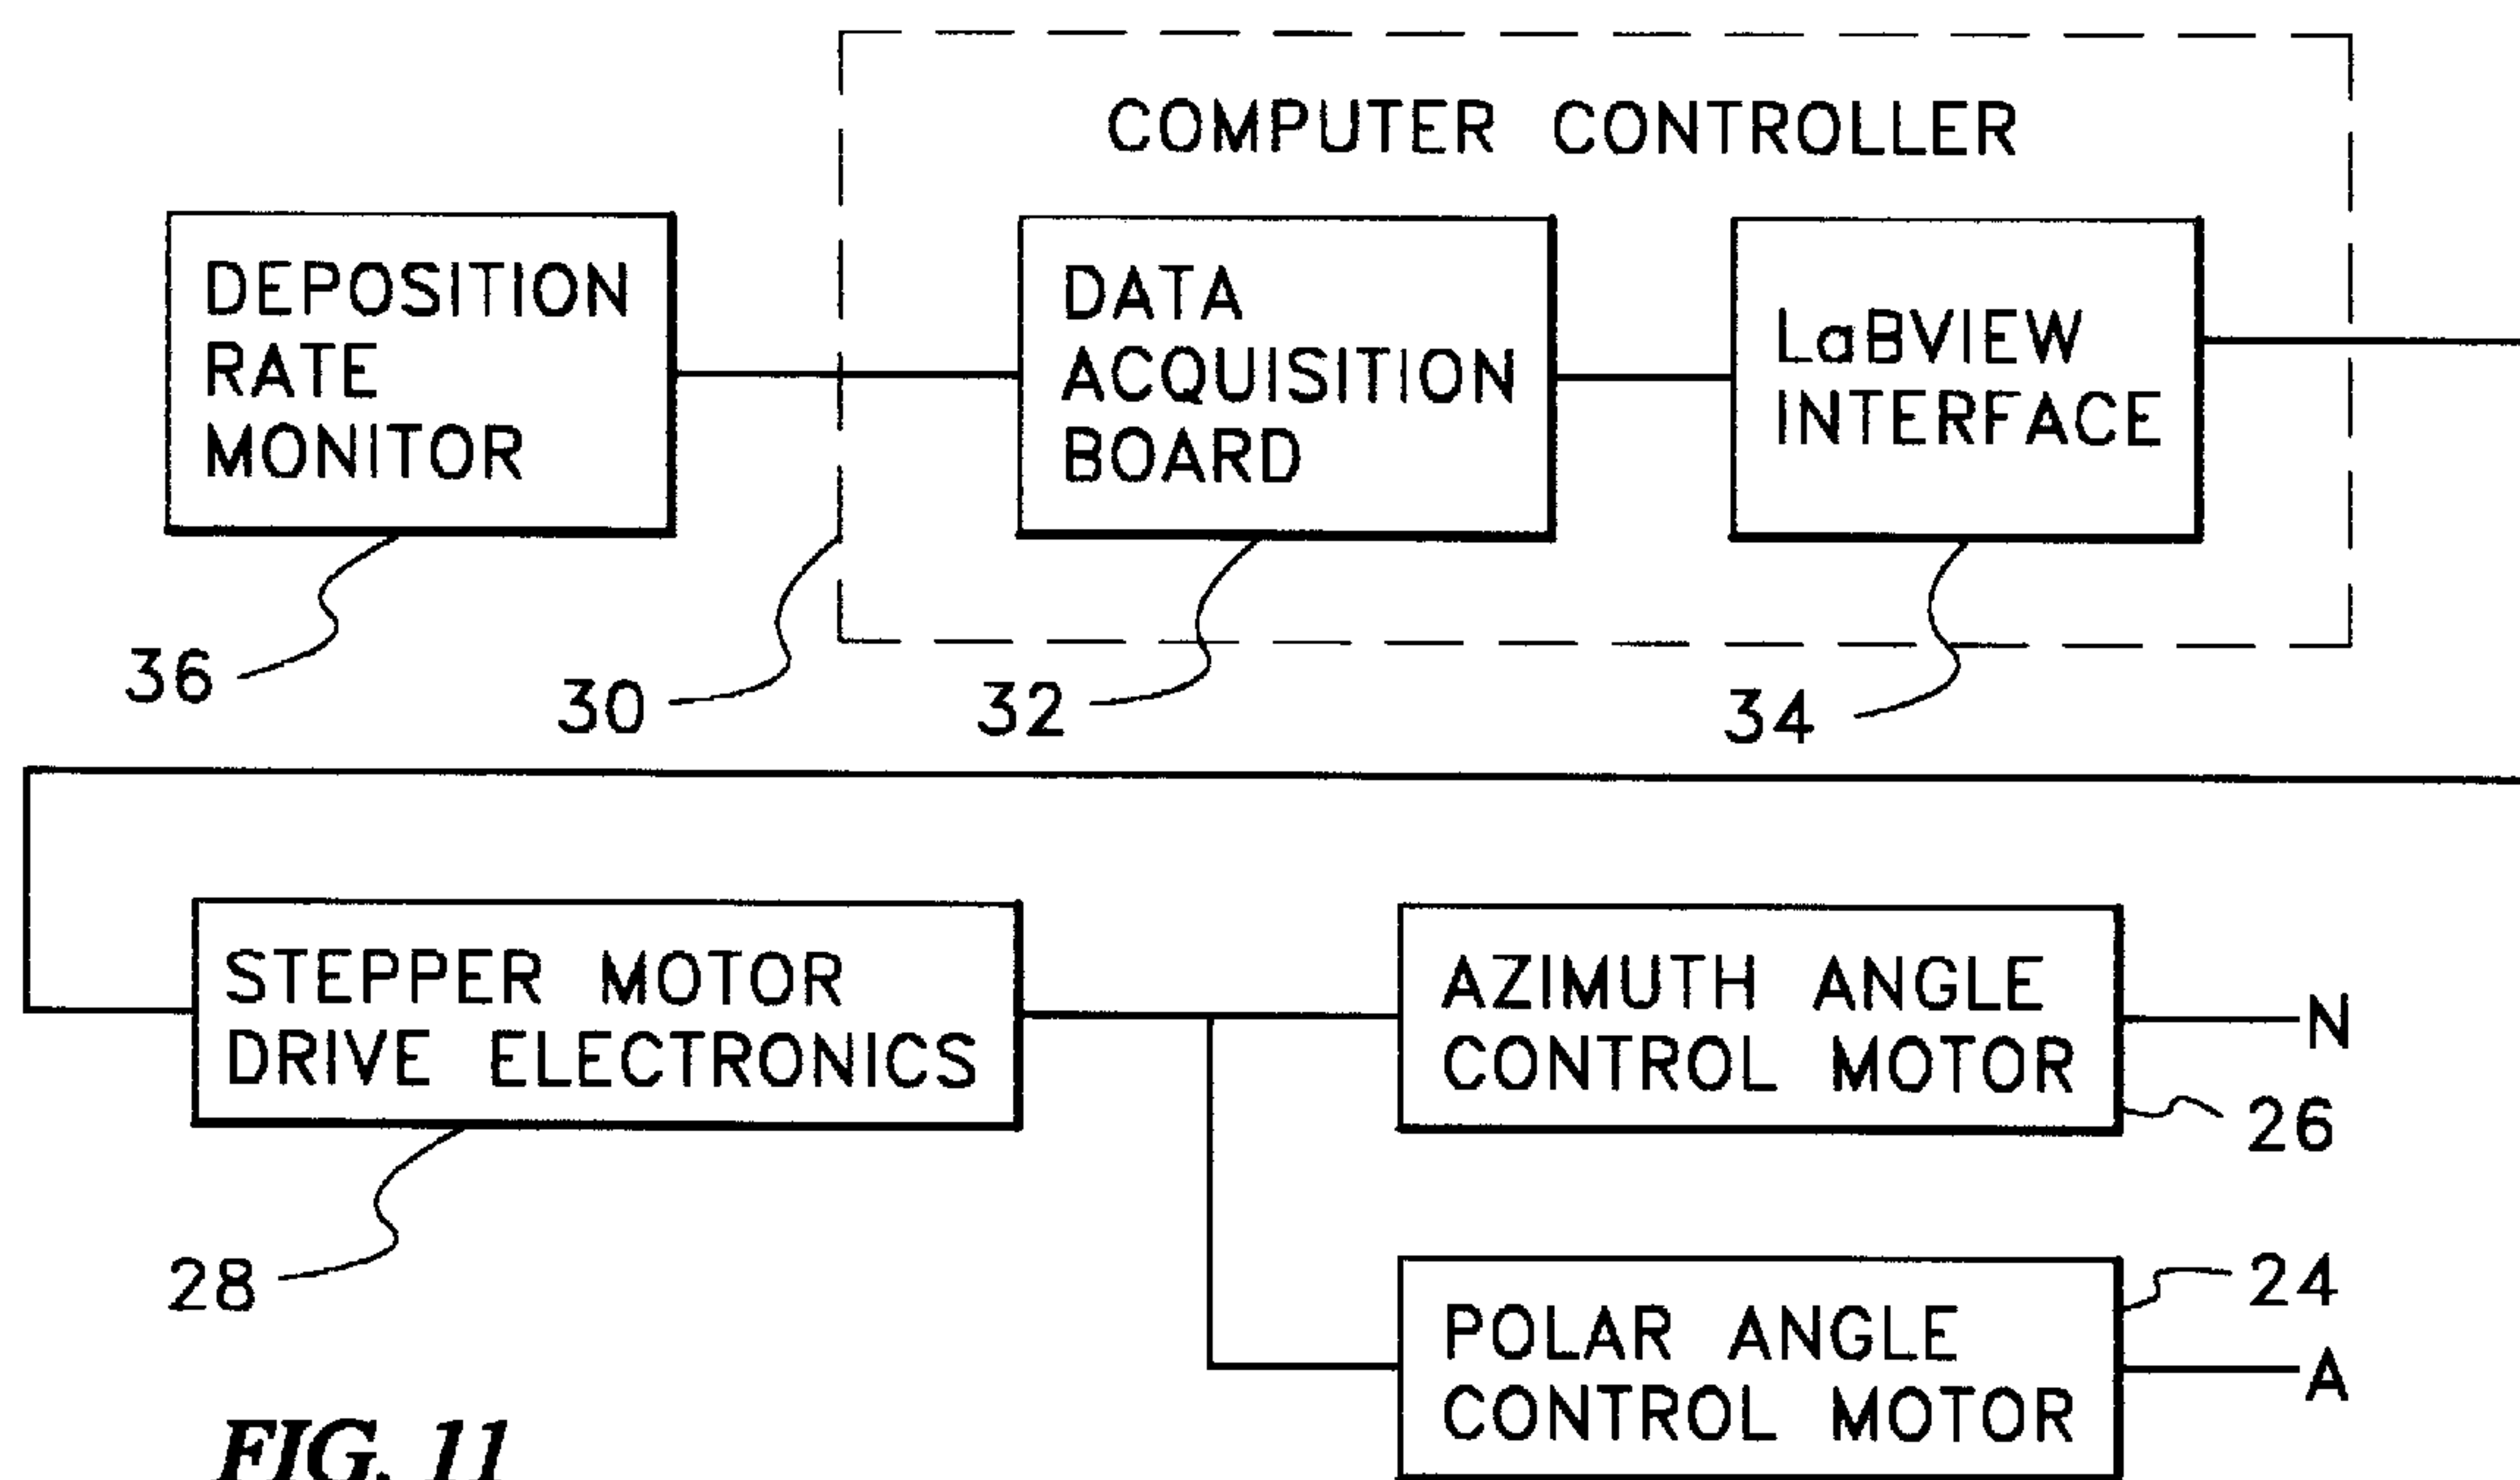 COMPUTER CONTROLLER
DEPOSITION
RATE
MONITOR
DATA
ACQUISITION
BOARD
LaBVIEW
INTERFACE
36
30
32
34
STEPPER MOTOR
DRIVE ELECTRONICS
AZIMUTH ANGLE
CONTROL MOTOR
N
26
28
24
POLAR ANGLE
CONTROL MOTOR
A
FIG. 11